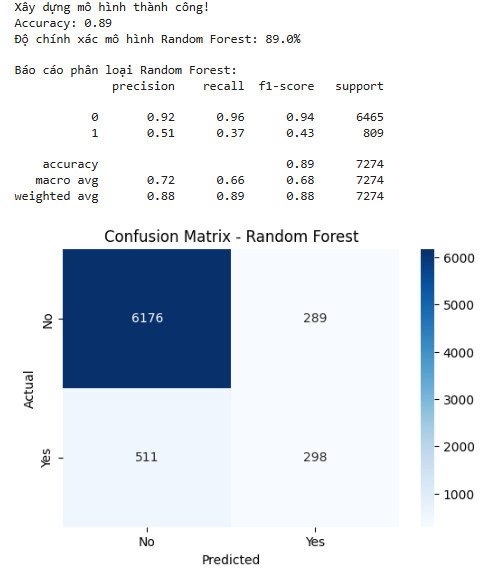 Xây dựng mô hình thành công!
Accuracy: 0.89
Độ chính xác mô hình Random Forest: 89.0%
Báo cáo phân loại Random Forest:
precision recall f1-score support
0 0.92 0.96 0.94 6465
1 0.51 0.37 0.43 809
accuracy 0.89 7274
macro avg 0.72 0.66 0.68 7274
weighted avg 0.88 0.89 0.88 7274
Confusion Matrix - Random Forest
6000
5000
4000
3000
2000
1000
Actual
No
6176 289
Yes
511 298
No Yes
Predicted